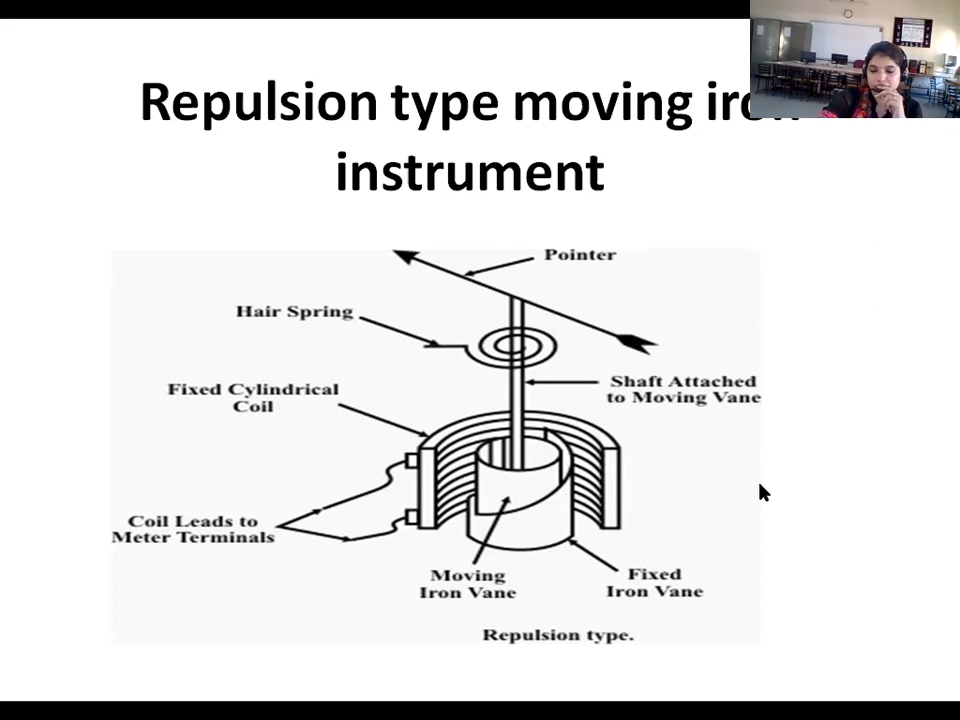 Repulsion type moving iron
instrument
Pointer
Hair Spring
Fixed Cylindrical
Coil
Shaft Attached
to Moving Vane
Coil Leads to
Meter Terminals
Moving
Iron Vane
Fixed
Iron Vane
Repulsion type.